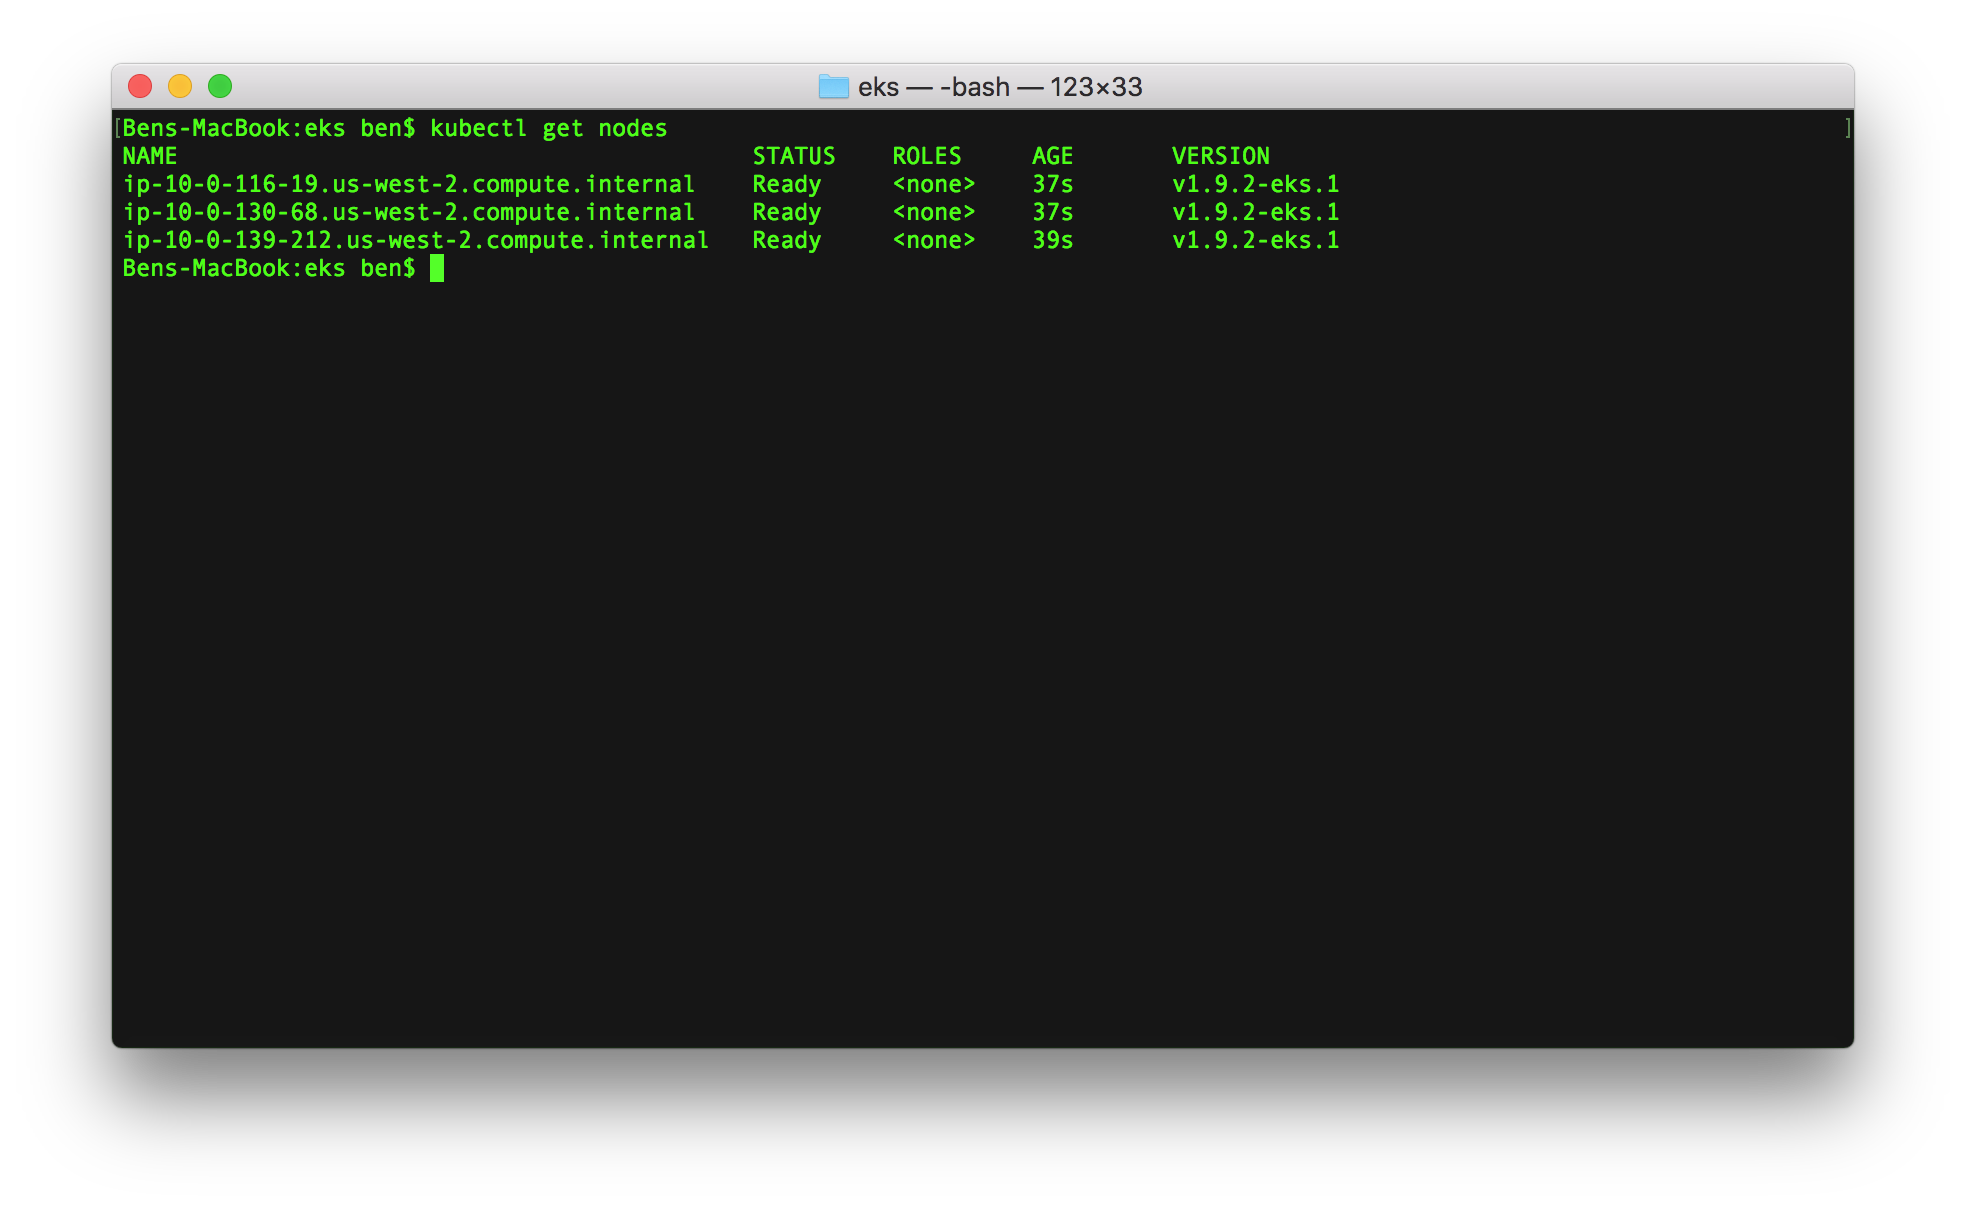 eks — -bash — 123×33
[Bens-MacBook:eks ben$ kubectl get nodes ]
NAME STATUS ROLES AGE VERSION
ip-10-0-116-19.us-west-2.compute.internal Ready <none> 37s v1.9.2-eks.1
ip-10-0-130-68.us-west-2.compute.internal Ready <none> 37s v1.9.2-eks.1
ip-10-0-139-212.us-west-2.compute.internal Ready <none> 39s v1.9.2-eks.1
Bens-MacBook:eks ben$